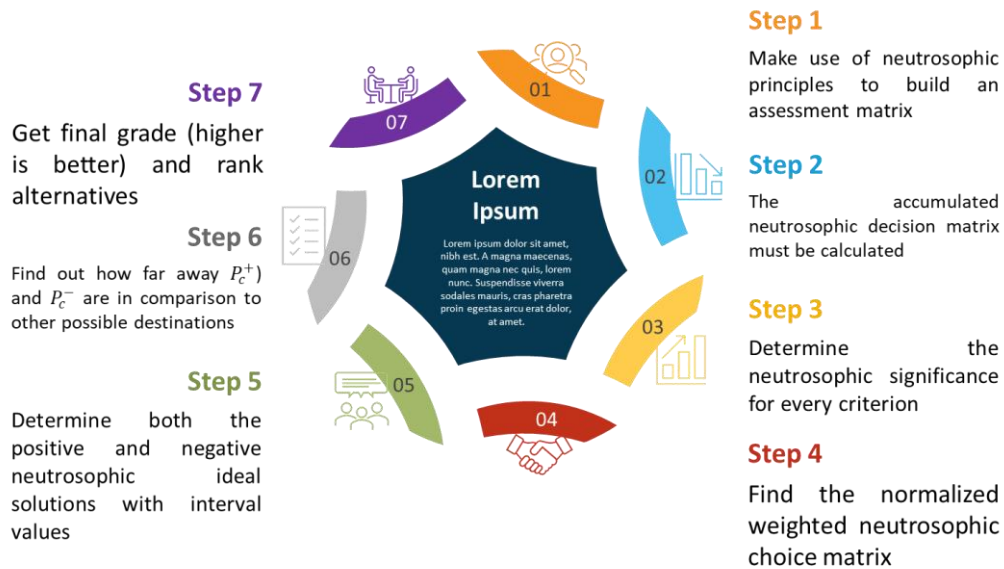 Step 1
Make use of neutrosophic
principles to build an
assessment matrix
Step 2
The accumulated
neutrosophic decision matrix
must be calculated
Step 3
Determine the
neutrosophic significance
for every criterion
Step 4
Find the normalized
weighted neutrosophic
choice matrix
Step 5
Determine both the
positive and negative
neutrosophic ideal
solutions with interval
values
Step 6
Find out how far away P_c^+)
and P_c^- are in comparison to
other possible destinations
Step 7
Get final grade (higher
is better) and rank
alternatives
01
02
03
04
05
06
07
Lorem
Ipsum
Lorem ipsum dolor sit amet,
nibh est. A magna maecenas,
quam magna nec quis, lorem
nunc. Suspendisse viverra
sodales mauris, cras pharetra
proin egestas arcu erat dolor,
at amet.